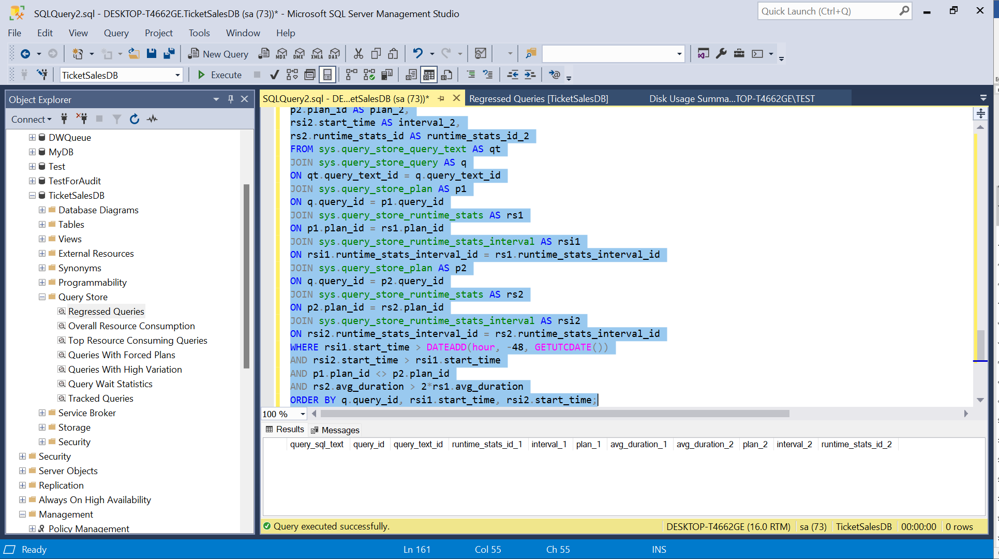 SQLQuery2.sql - DESKTOP-T4662GE.TicketSalesDB (sa (73))* - Microsoft SQL Server Management Studio
Quick Launch (Ctrl+Q)
File Edit View Query Project Tools Window Help
New Query MDX DMX XMLA DAX
TicketSalesDB Execute
Object Explorer
Connect
DWQueue
MyDB
Test
TestForAudit
TicketSalesDB
Database Diagrams
Tables
Views
External Resources
Synonyms
Programmability
Query Store
Regressed Queries
Overall Resource Consumption
Top Resource Consuming Queries
Queries With Forced Plans
Queries With High Variation
Query Wait Statistics
Tracked Queries
Service Broker
Storage
Security
Security
Server Objects
Replication
Always On High Availability
Management
Policy Management
SQLQuery2.sql - DE...etSalesDB (sa (73))* Regressed Queries [TicketSalesDB] Disk Usage Summa...TOP-T4662GE\TEST
p2.plan_id AS plan_2,
rsi2.start_time AS interval_2,
rs2.runtime_stats_id AS runtime_stats_id_2
FROM sys.query_store_query_text AS qt
JOIN sys.query_store_query AS q
ON qt.query_text_id = q.query_text_id
JOIN sys.query_store_plan AS p1
ON q.query_id = p1.query_id
JOIN sys.query_store_runtime_stats AS rs1
ON p1.plan_id = rs1.plan_id
JOIN sys.query_store_runtime_stats_interval AS rsi1
ON rsi1.runtime_stats_interval_id = rs1.runtime_stats_interval_id
JOIN sys.query_store_plan AS p2
ON q.query_id = p2.query_id
JOIN sys.query_store_runtime_stats AS rs2
ON p2.plan_id = rs2.plan_id
JOIN sys.query_store_runtime_stats_interval AS rsi2
ON rsi2.runtime_stats_interval_id = rs2.runtime_stats_interval_id
WHERE rsi1.start_time > DATEADD(hour, -48, GETUTCDATE())
AND rsi2.start_time > rsi1.start_time
AND p1.plan_id <> p2.plan_id
AND rs2.avg_duration > 2*rs1.avg_duration
ORDER BY q.query_id, rsi1.start_time, rsi2.start_time;
100 %
Results Messages
query_sql_text query_id query_text_id runtime_stats_id_1 interval_1 plan_1 avg_duration_1 avg_duration_2 plan_2 interval_2 runtime_stats_id_2
Query executed successfully. DESKTOP-T4662GE (16.0 RTM) sa (73) TicketSalesDB 00:00:00 0 rows
Ready Ln 161 Col 55 Ch 55 INS